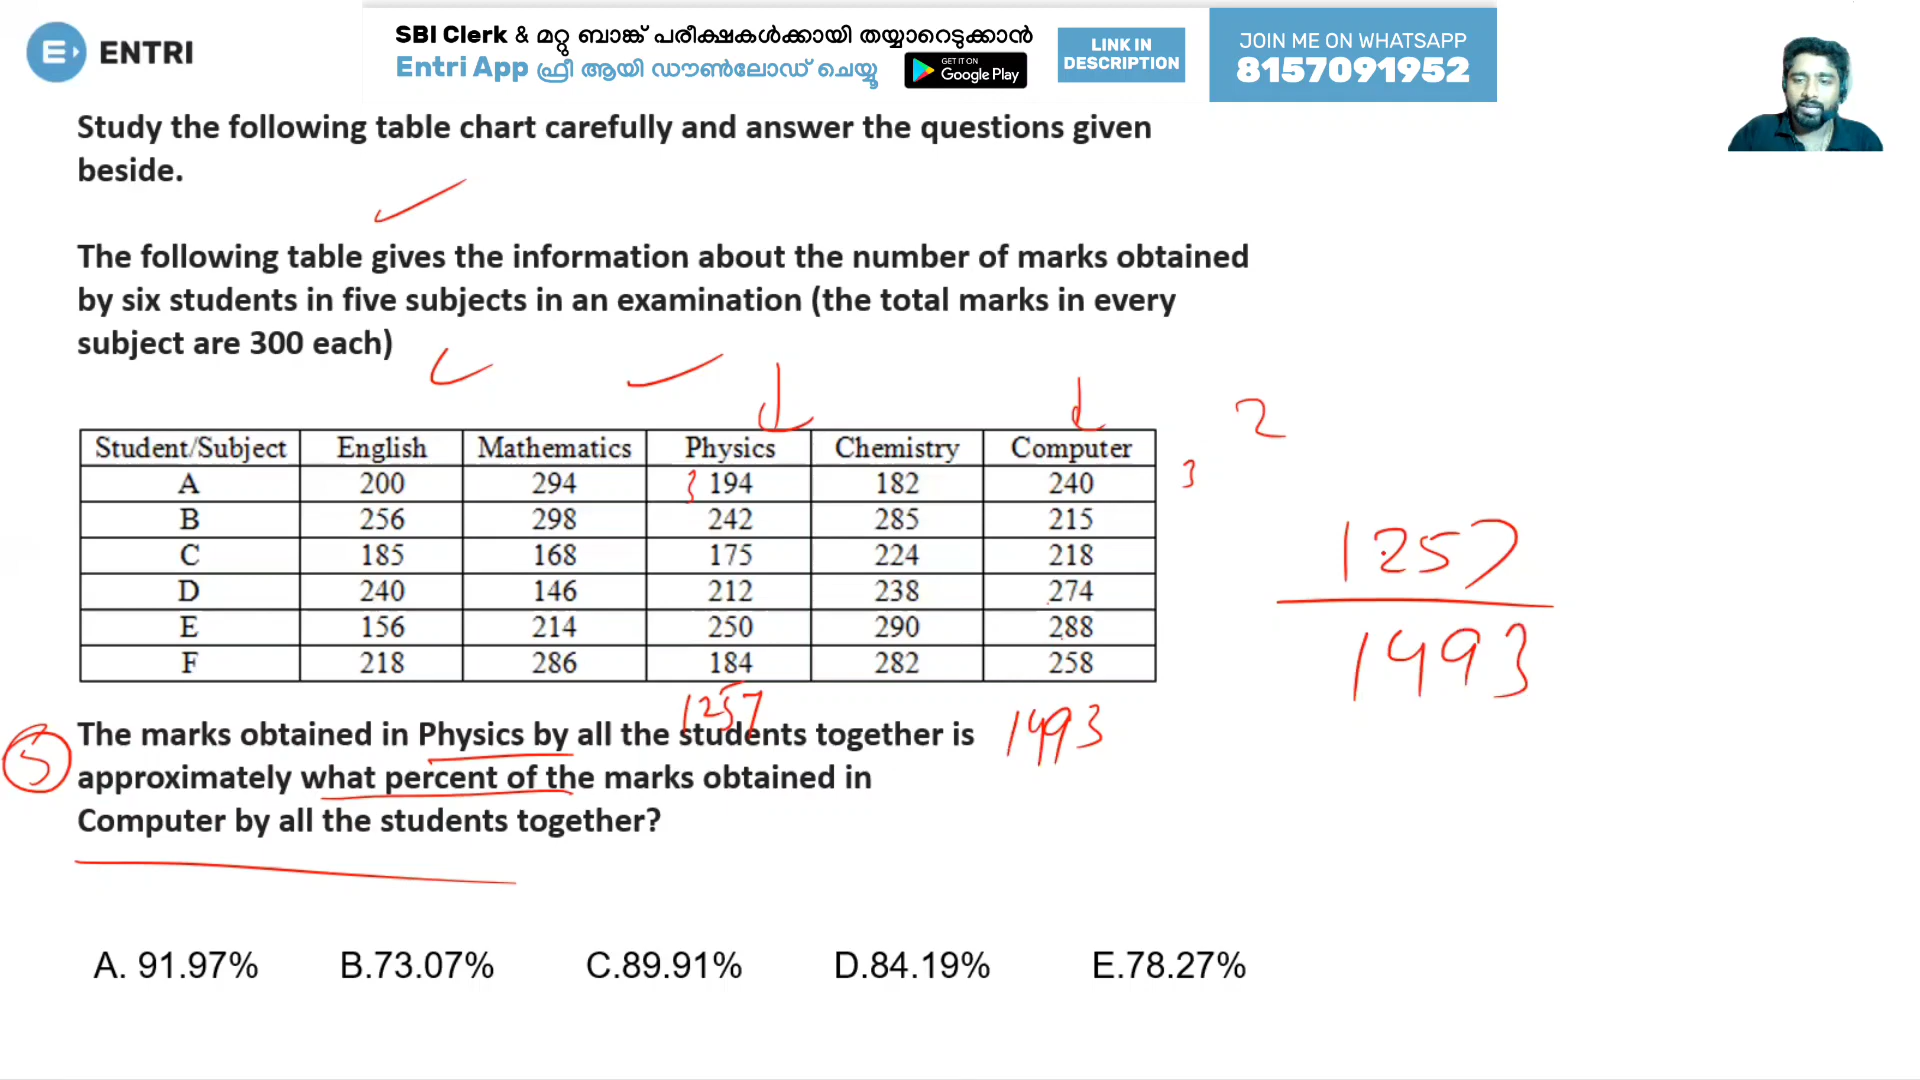 ENTRI
SBI Clerk & മറ്റു ബാങ്ക് പരീക്ഷകൾക്കായി തയ്യാറെടുക്കാൻ
Entri App ഫ്രീ ആയി ഡൗൺലോഡ് ചെയ്യൂ
GET IT ON
Google Play
LINK IN
DESCRIPTION
JOIN ME ON WHATSAPP
8157091952
Study the following table chart carefully and answer the questions given
beside.
The following table gives the information about the number of marks obtained
by six students in five subjects in an examination (the total marks in every
subject are 300 each)
Student/Subject English Mathematics Physics Chemistry Computer
A 200 294 3 194 182 240
B 256 298 242 285 215
C 185 168 175 224 218
D 240 146 212 238 274
E 156 214 250 290 288
F 218 286 184 282 258
2
3
1257
1493
1257
1493
5
The marks obtained in Physics by all the students together is
approximately what percent of the marks obtained in
Computer by all the students together?
A. 91.97% B.73.07% C.89.91% D.84.19% E.78.27%